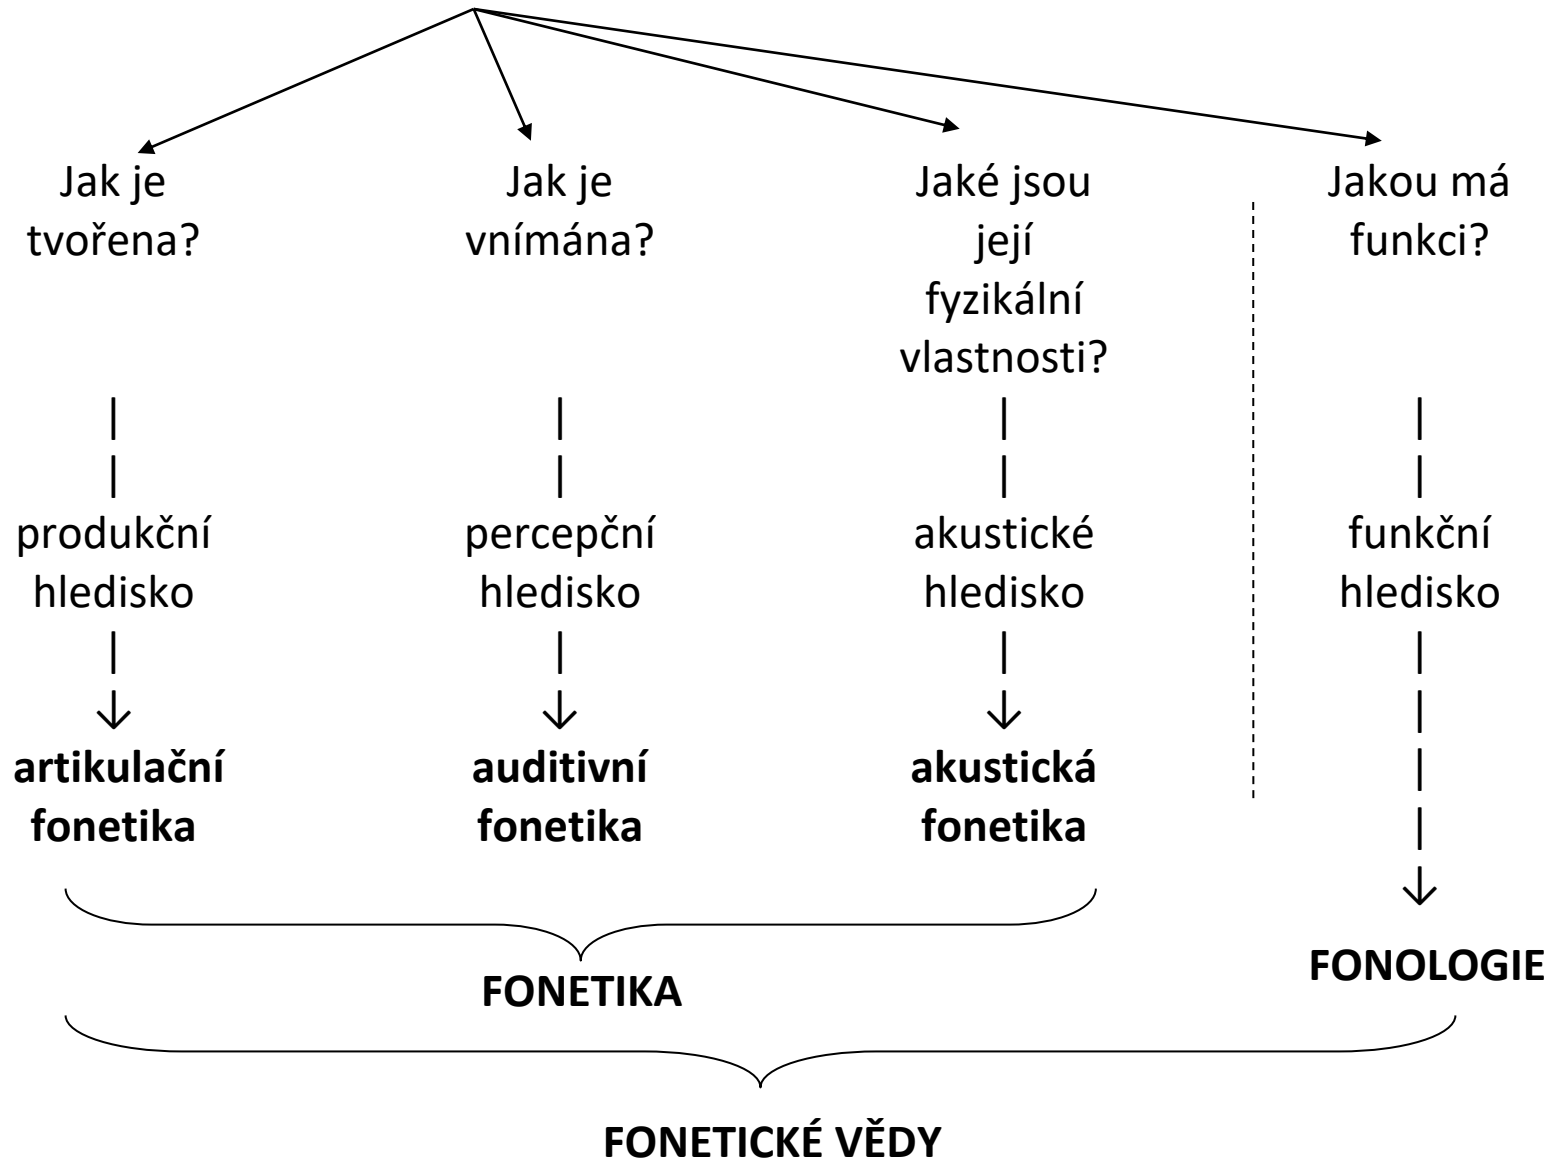 Jak je
tvořena?
Jak je
vnímána?
Jaké jsou
její
fyzikální
vlastnosti?
Jakou má
funkci?
produkční
hledisko
percepční
hledisko
akustické
hledisko
funkční
hledisko
artikulační
fonetika
auditivní
fonetika
akustická
fonetika
FONETIKA
FONOLOGIE
FONETICKÉ VĚDY